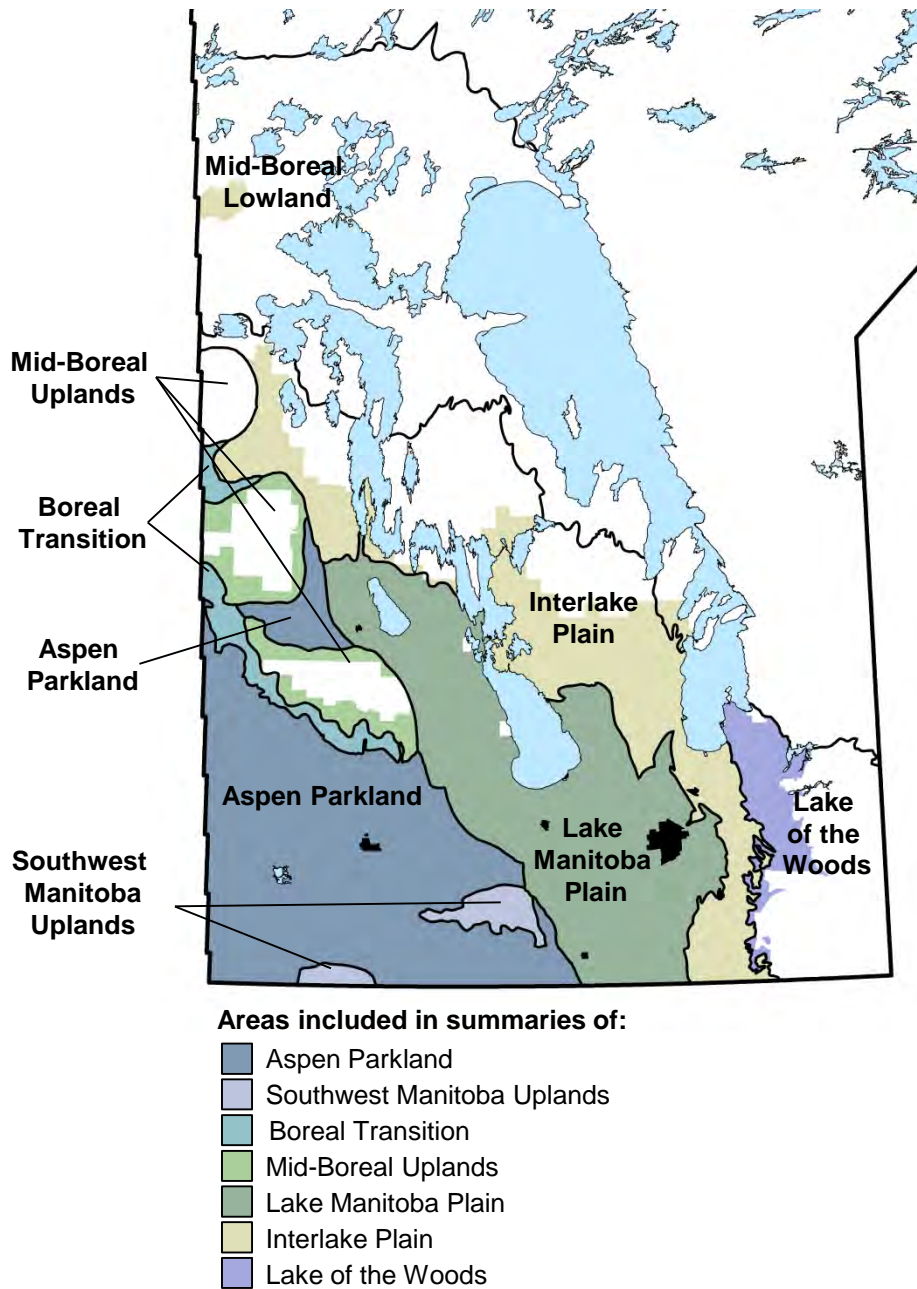 Mid-Boreal
Lowland
Mid-Boreal
Uplands
Boreal
Transition
Interlake
Plain
Aspen
Parkland
Aspen Parkland
Lake
of the
Woods
Lake
Manitoba
Plain
Southwest
Manitoba
Uplands
Areas included in summaries of:
Aspen Parkland
Southwest Manitoba Uplands
Boreal Transition
Mid-Boreal Uplands
Lake Manitoba Plain
Interlake Plain
Lake of the Woods